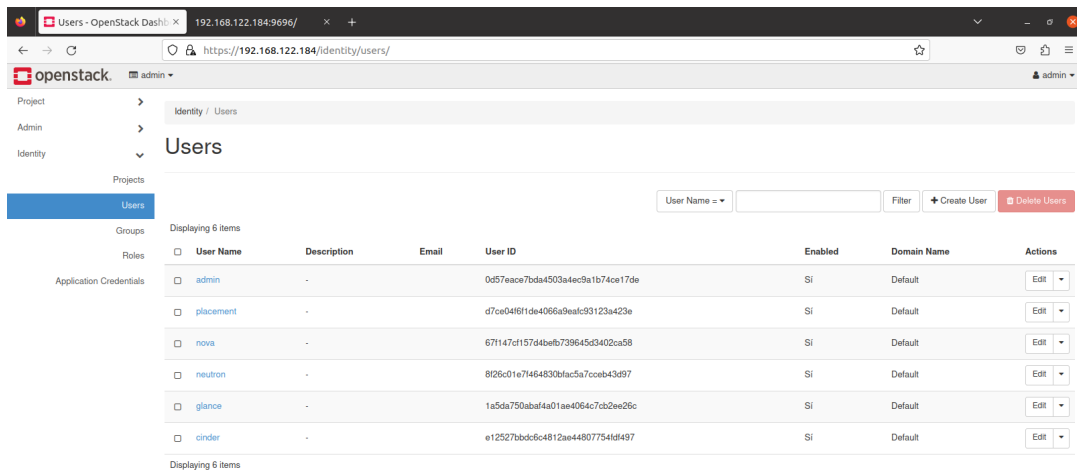 Users - OpenStack Dashb
192.168.122.184:9696/
https://192.168.122.184/identity/users/
openstack. admin admin
Project
Admin
Identity
Projects
Users
Groups
Roles
Application Credentials
Identity / Users
Users
User Name = Filter Create User Delete Users
Displaying 6 items
User Name Description Email User ID Enabled Domain Name Actions
admin - 0d57eace7bda4503a4ec9a1b74ce17de Sí Default Edit
placement - d7ce04f6f1de4066a9eafc93123a423e Sí Default Edit
nova - 67f147cf157d4befb739645d3402ca58 Sí Default Edit
neutron - 8f26c01e7f464830bfac5a7cceb43d97 Sí Default Edit
glance - 1a5da750abaf4a01ae4064c7cb2ee26c Sí Default Edit
cinder - e12527bbdc6c4812ae44807754fdf497 Sí Default Edit
Displaying 6 items